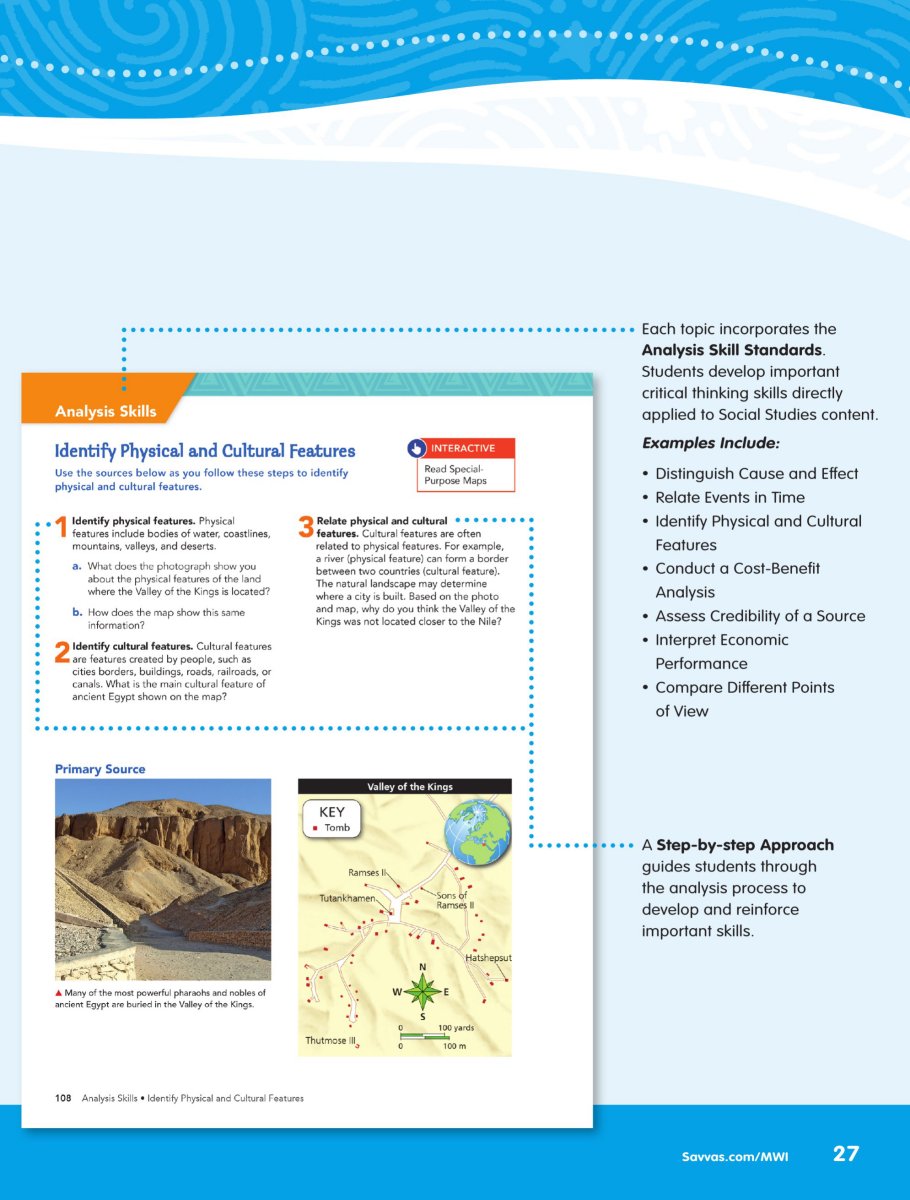 Each topic incorporates the
Analysis Skill Standards.
Students develop important
critical thinking skills directly
applied to Social Studies content.
Examples Include:
• Distinguish Cause and Effect
• Relate Events in Time
• Identify Physical and Cultural
Features
• Conduct a Cost-Benefit
Analysis
• Assess Credibility of a Source
• Interpret Economic
Performance
• Compare Different Points
of View
Analysis Skills
Identify Physical and Cultural Features
Use the sources below as you follow these steps to identify
physical and cultural features.
INTERACTIVE
Read Special-
Purpose Maps
1 Identify physical features. Physical
features include bodies of water, coastlines,
mountains, valleys, and deserts.
a. What does the photograph show you
about the physical features of the land
where the Valley of the Kings is located?
b. How does the map show this same
information?
2 Identify cultural features. Cultural features
are features created by people, such as
cities borders, buildings, roads, railroads, or
canals. What is the main cultural feature of
ancient Egypt shown on the map?
3 Relate physical and cultural
features. Cultural features are often
related to physical features. For example,
a river (physical feature) can form a border
between two countries (cultural feature).
The natural landscape may determine
where a city is built. Based on the photo
and map, why do you think the Valley of the
Kings was not located closer to the Nile?
Primary Source
▲ Many of the most powerful pharaohs and nobles of
ancient Egypt are buried in the Valley of the Kings.
Valley of the Kings
KEY
Tomb
Ramses II
Tutankhamen
Sons of
Ramses II
Hatshepsut
N
W E
S
0 100 yards
0 100 m
Thutmose III
A Step-by-step Approach
guides students through
the analysis process to
develop and reinforce
important skills.
108 Analysis Skills • Identify Physical and Cultural Features
Savvas.com/MWI 27